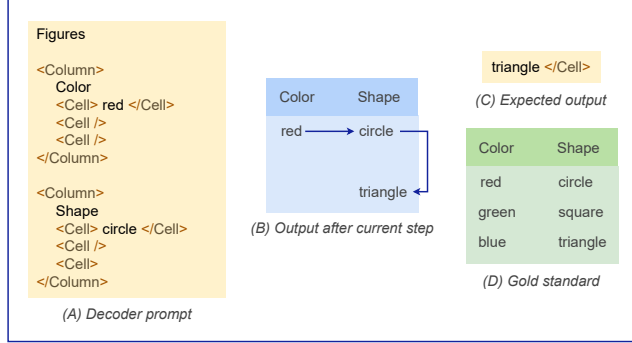 Figures
<Column>
Color
<Cell> red </Cell>
<Cell />
<Cell />
</Column>
<Column>
Shape
<Cell> circle </Cell>
<Cell />
<Cell>
</Column>
(A) Decoder prompt
Color Shape
red circle
triangle
(B) Output after current step
triangle </Cell>
(C) Expected output
Color Shape
red circle
green square
blue triangle
(D) Gold standard